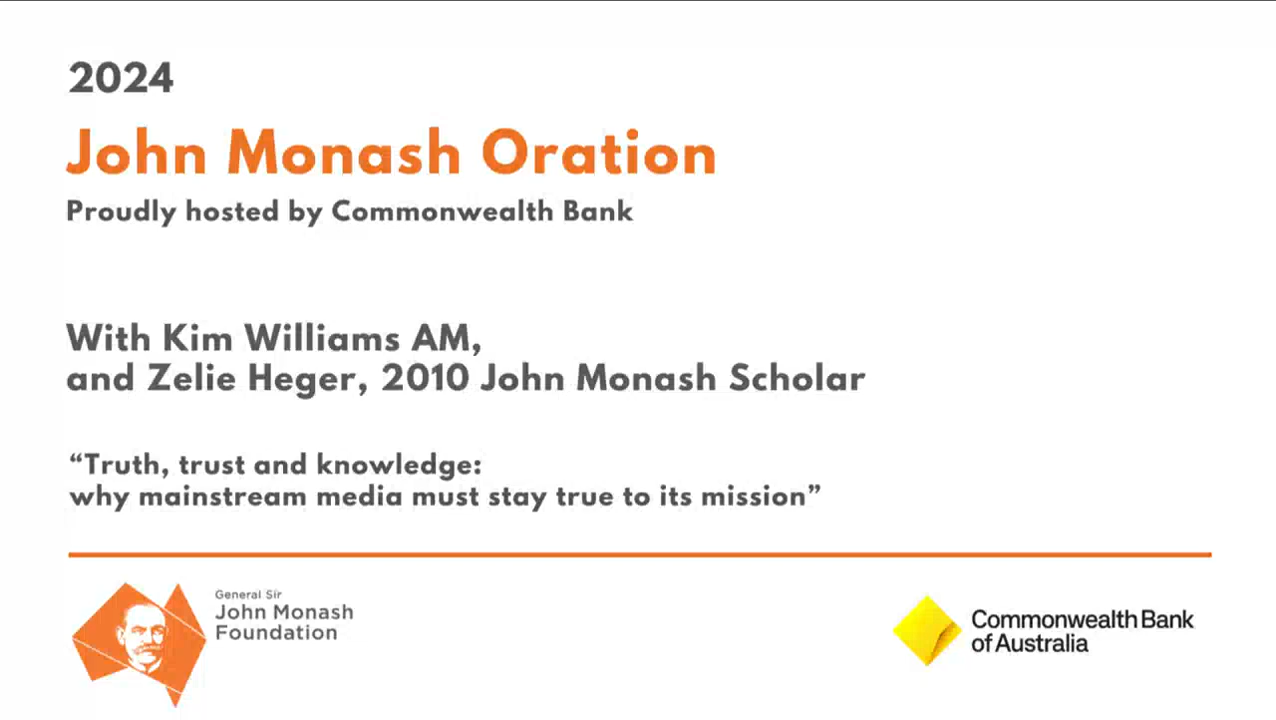 2024
John Monash Oration
Proudly hosted by Commonwealth Bank
With Kim Williams AM,
and Zelie Heger, 2010 John Monash Scholar
“Truth, trust and knowledge:
why mainstream media must stay true to its mission”
General Sir
John Monash
Foundation
Commonwealth Bank
of Australia